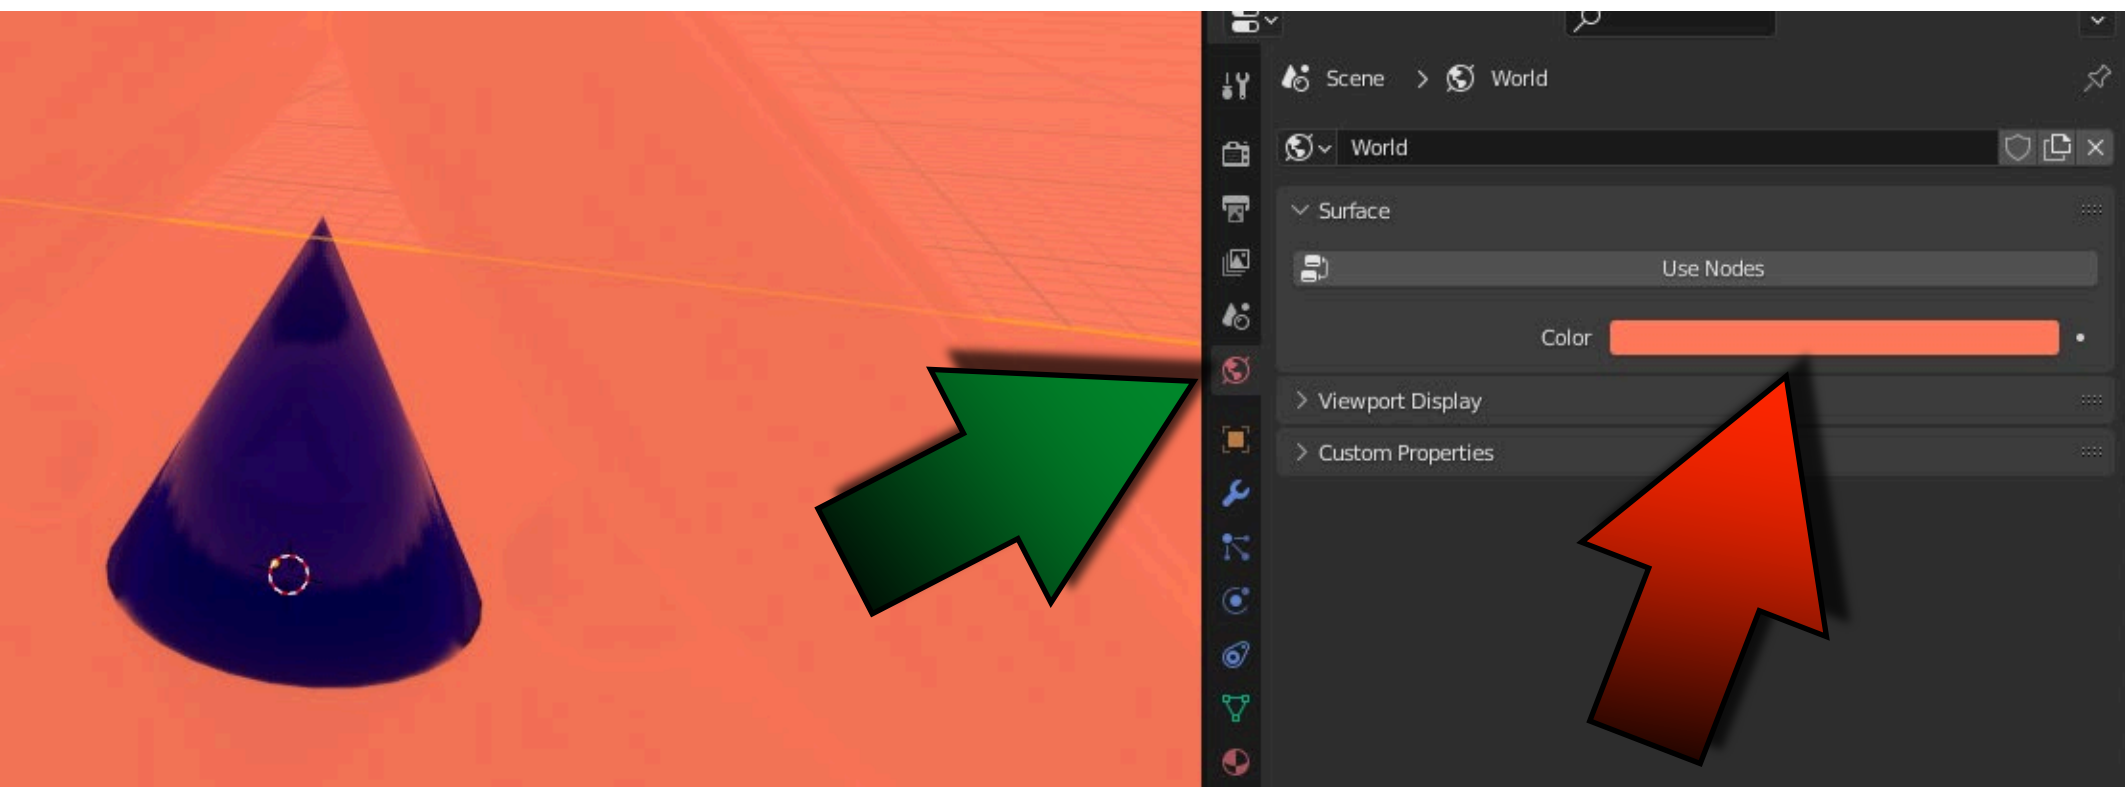 Scene > World
World
Surface
Use Nodes
Color
Viewport Display
Custom Properties